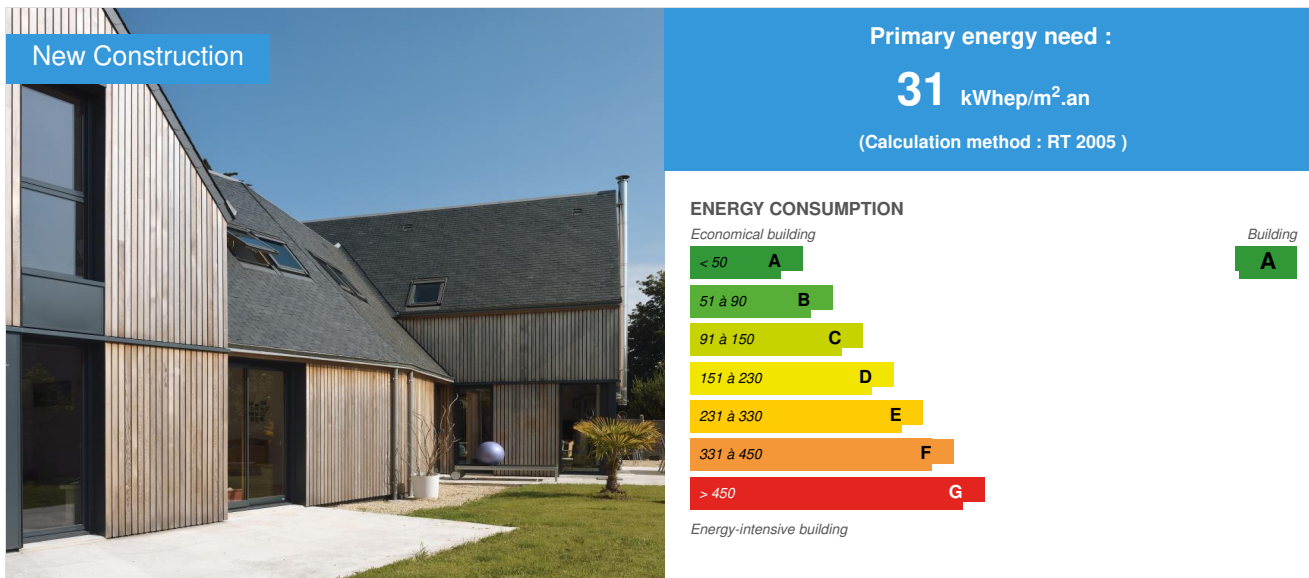 New Construction
Primary energy need :
31 kWhep/m².an
(Calculation method : RT 2005 )
ENERGY CONSUMPTION
Economical building
Building
< 50 A
A
51 à 90 B
91 à 150 C
151 à 230 D
231 à 330 E
331 à 450 F
> 450 G
Energy-intensive building